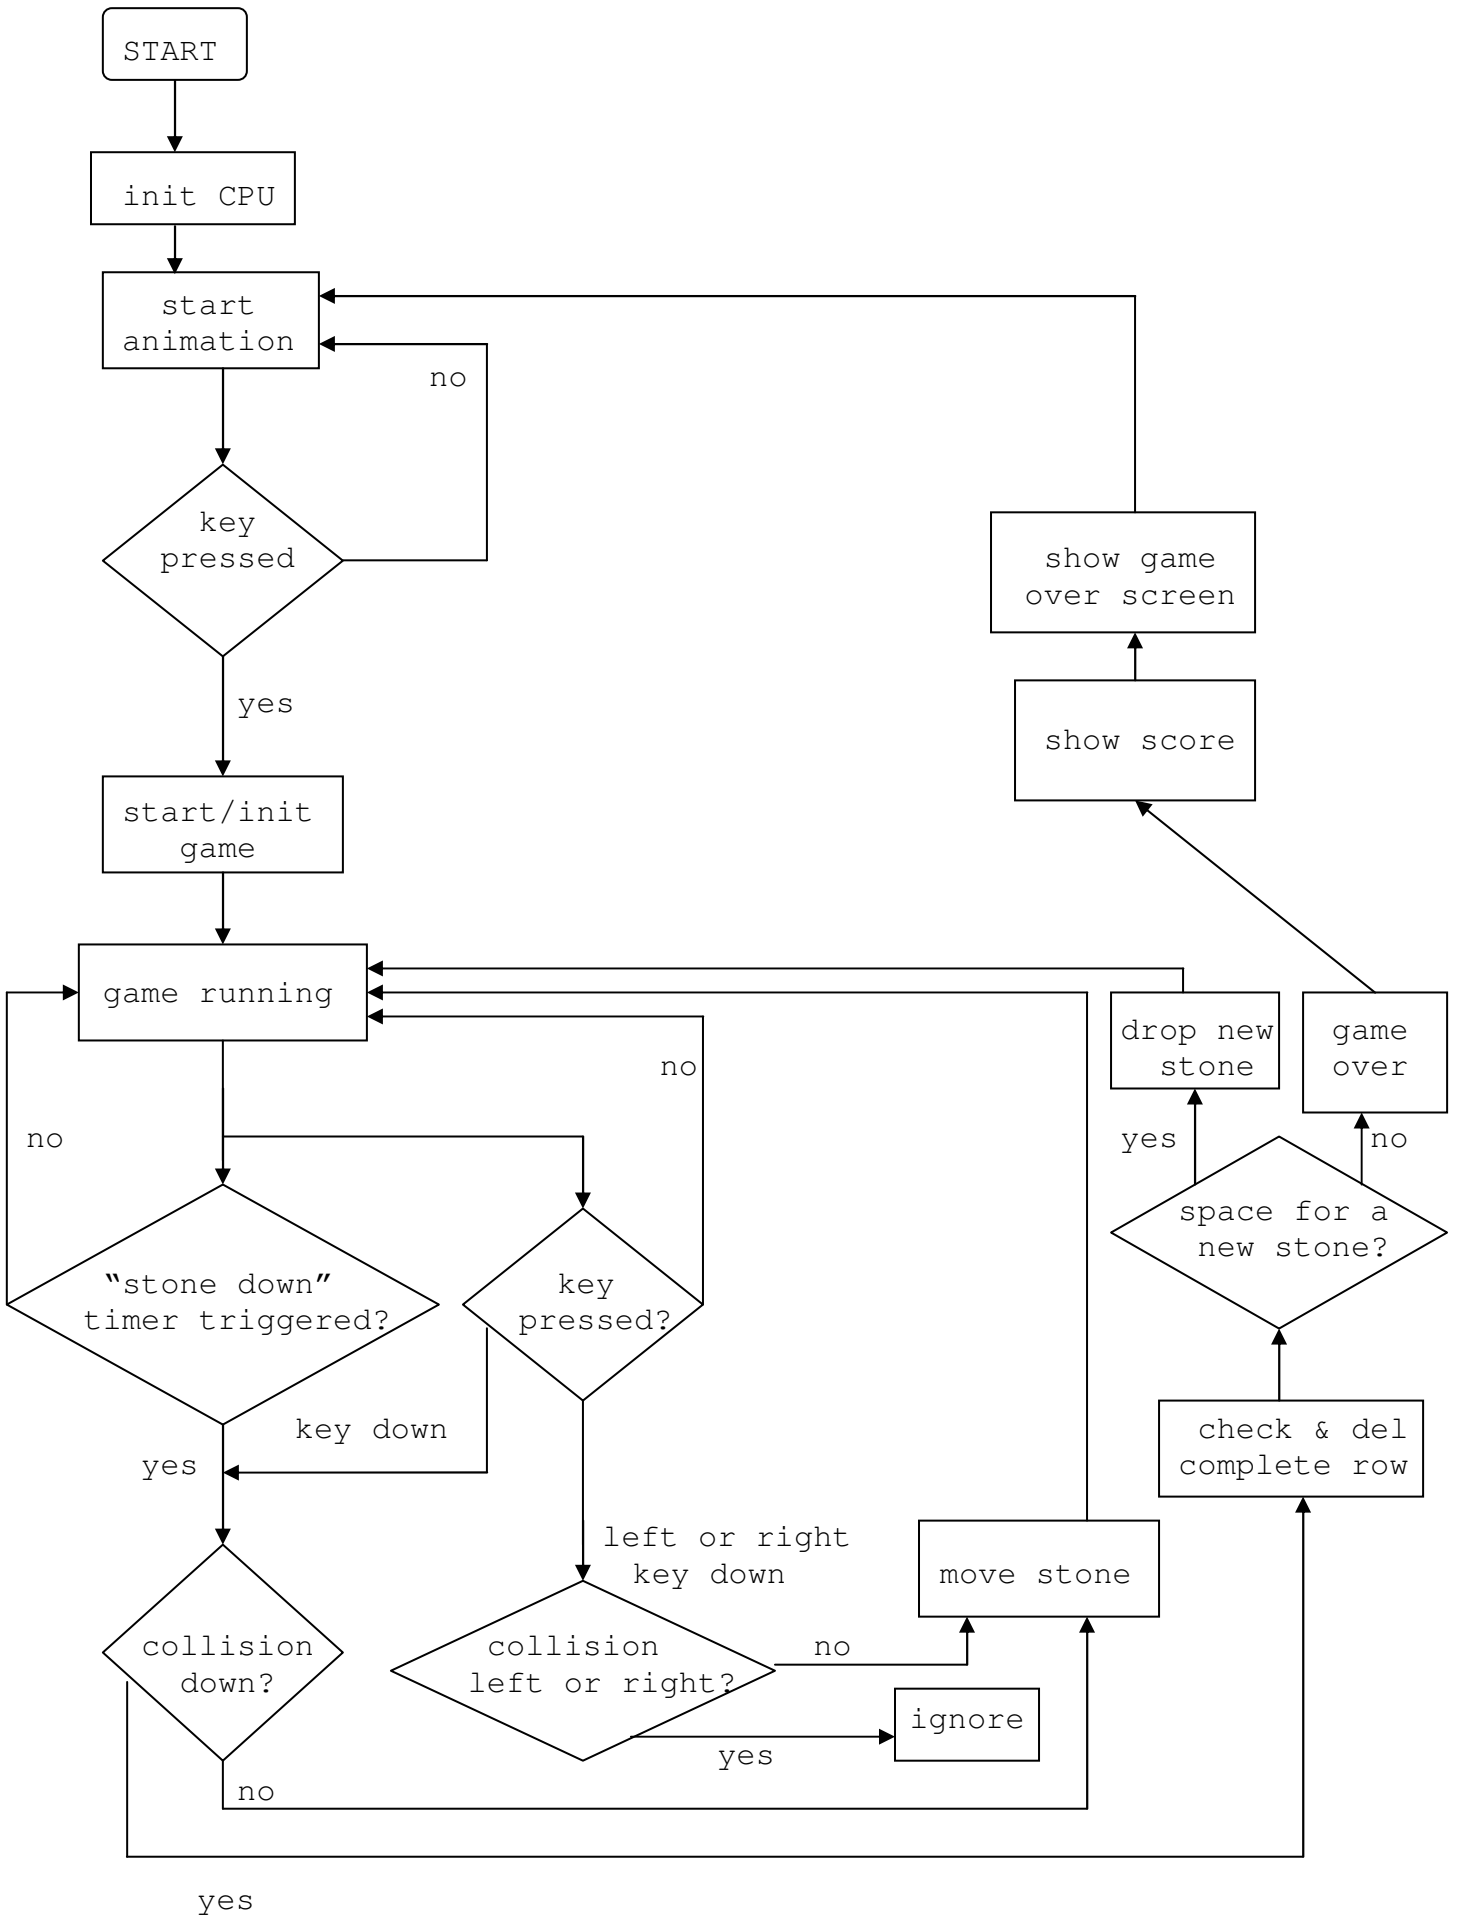 START
init CPU
start
animation
no
key
pressed
yes
show game
over screen
show score
start/init
game
game running
drop new
stone
game
over
no
no
yes
no
space for a
new stone?
“stone down”
timer triggered?
key
pressed?
key down
yes
check & del
complete row
left or right
key down
move stone
collision
down?
collision
left or right?
no
ignore
yes
no
yes